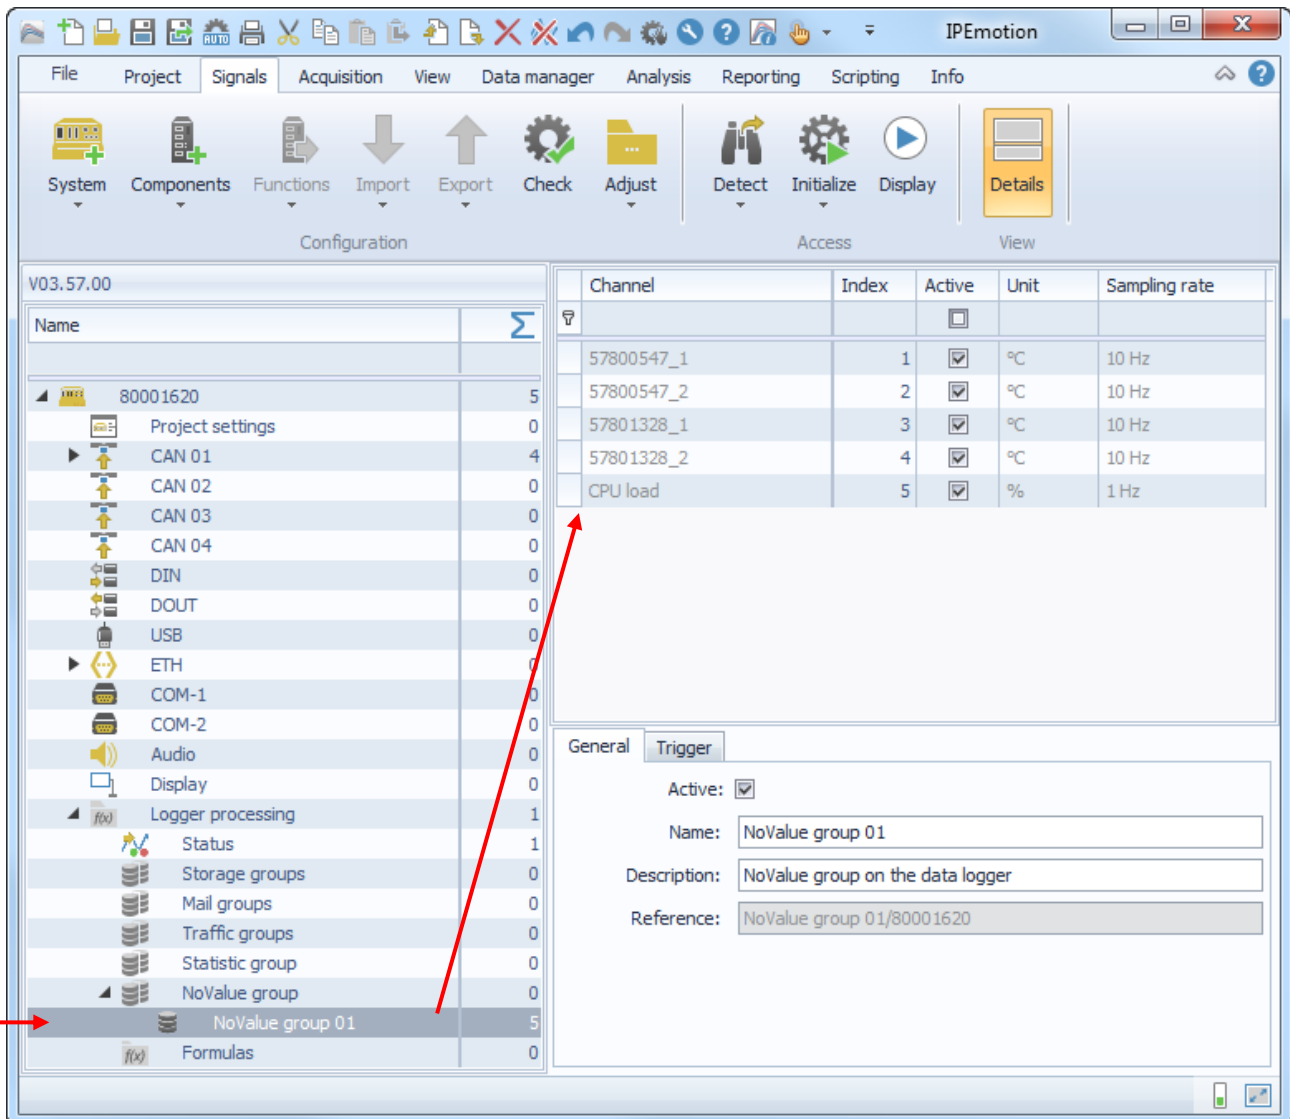 AUTO
IPEmotion
File Project Signals Acquisition View Data manager Analysis Reporting Scripting Info
System Components Functions Import Export Check Adjust Detect Initialize Display Details
Configuration Access View
V03.57.00
Name
80001620 5
Project settings 0
CAN 01 4
CAN 02 0
CAN 03 0
CAN 04 0
DIN 0
DOUT 0
USB 0
ETH 0
COM-1 0
COM-2 0
Audio 0
Display 0
f(x) Logger processing 1
Status 1
Storage groups 0
Mail groups 0
Traffic groups 0
Statistic group 0
NoValue group 0
NoValue group 01 5
f(x) Formulas 0
Channel Index Active Unit Sampling rate
57800547_1 1 °C 10 Hz
57800547_2 2 °C 10 Hz
57801328_1 3 °C 10 Hz
57801328_2 4 °C 10 Hz
CPU load 5 % 1 Hz
General Trigger
Active:
Name: NoValue group 01
Description: NoValue group on the data logger
Reference: NoValue group 01/80001620